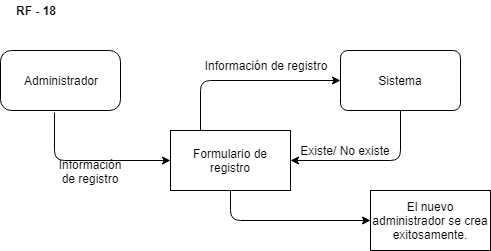 RF - 18
Información de registro
Administrador
Sistema
Existe/ No existe
Formulario de
registro
Información
de registro
El nuevo
administrador se crea
exitosamente.